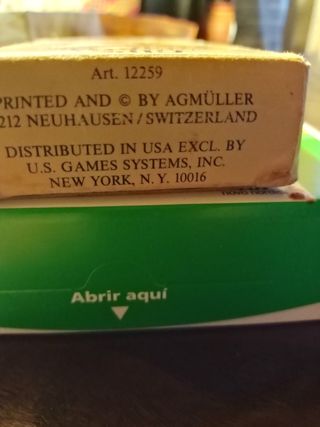 Art. 12259
PRINTED AND © BY AGMÜLLER
212 NEUHAUSEN / SWITZERLAND
DISTRIBUTED IN USA EXCL. BY
U.S. GAMES SYSTEMS, INC.
NEW YORK, N. Y. 10016
Abrir aquí